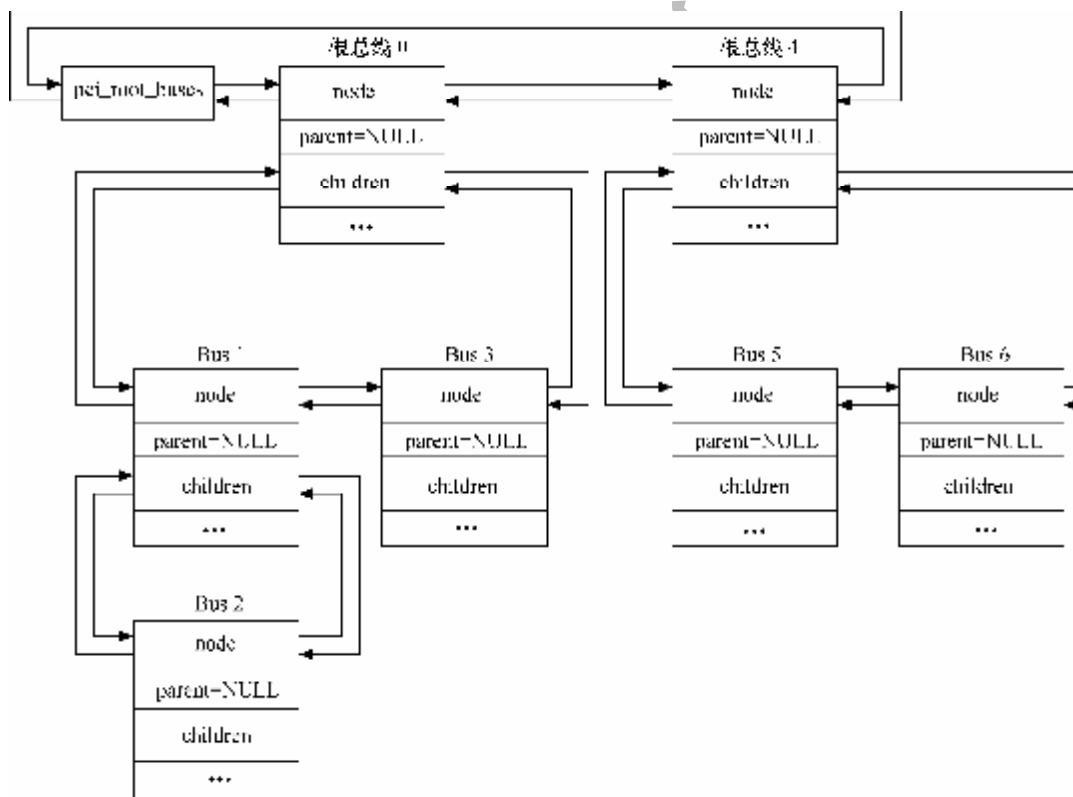 根总线 0
根总线 4
pci_root_buses
node
node
parent=NULL
parent=NULL
children
children
...
...
Bus 1
Bus 3
Bus 5
Bus 6
node
node
node
node
parent=NULL
parent=NULL
parent=NULL
parent=NULL
children
children
children
children
...
...
...
...
Bus 2
node
parent=NULL
children
...